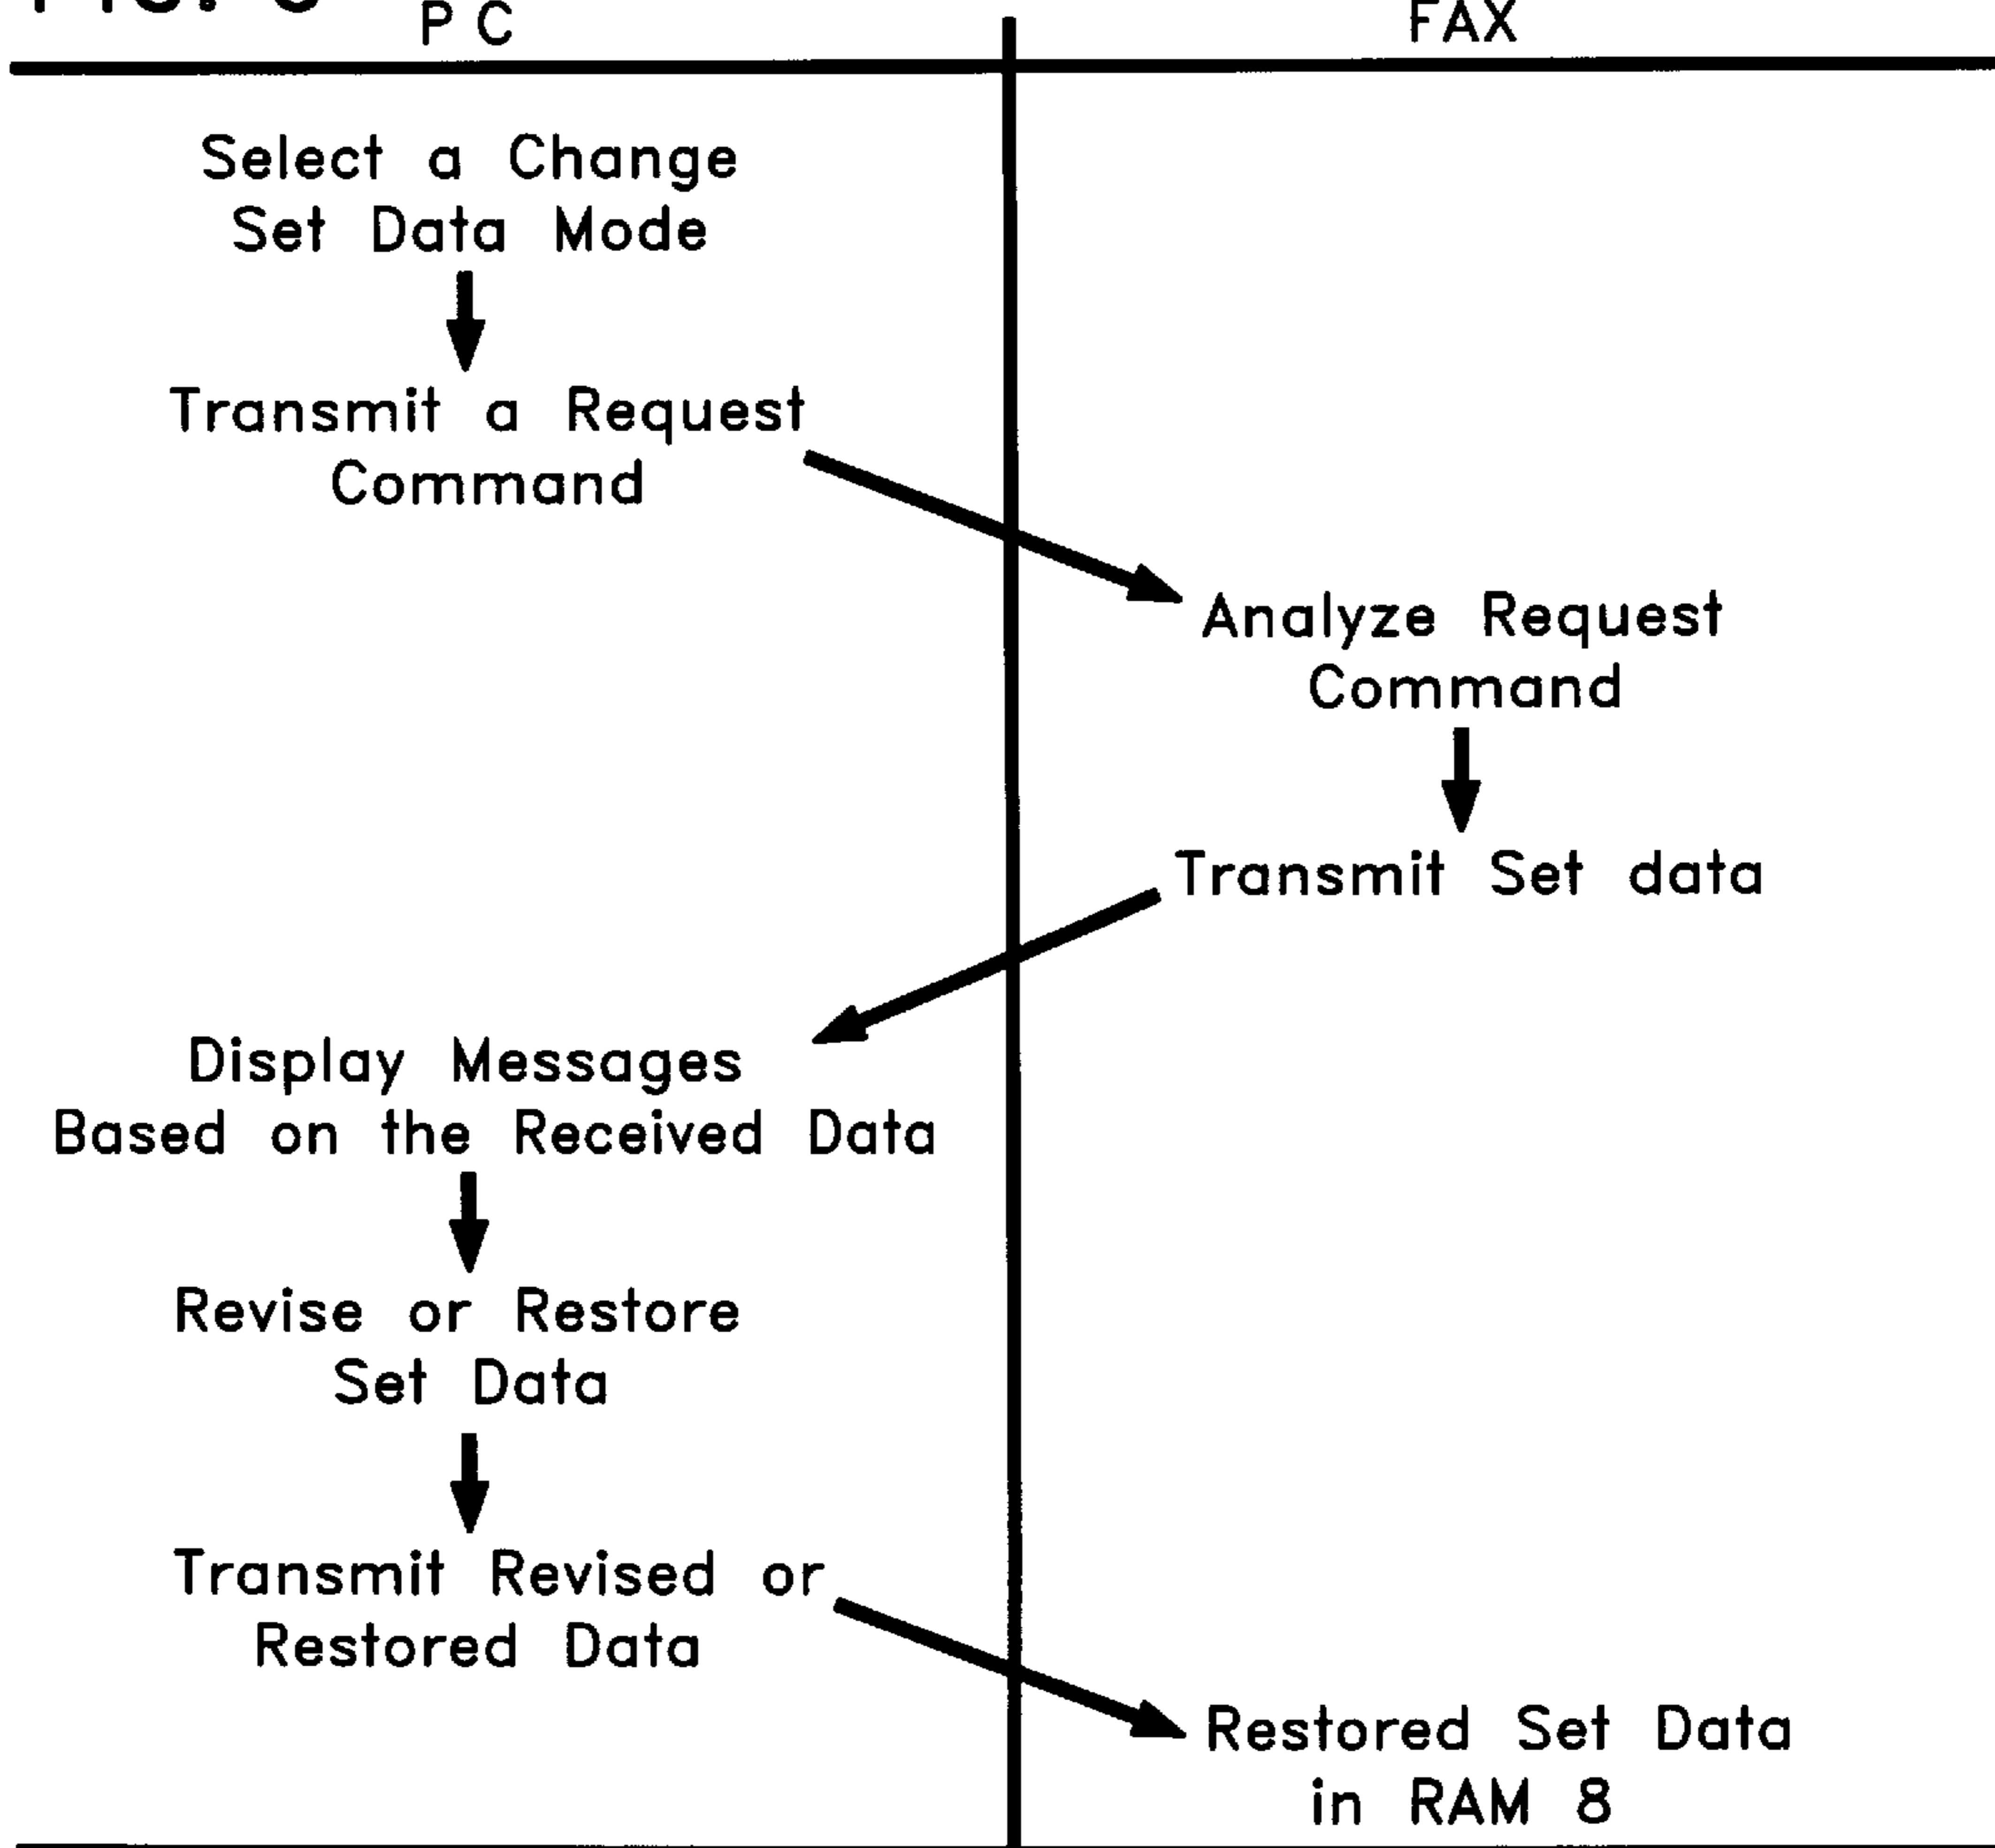 PC
FAX
Select a Change
Set Data Mode
Transmit a Request
Command
Analyze Request
Command
Transmit Set data
Display Messages
Based on the Received Data
Revise or Restore
Set Data
Transmit Revised or
Restored Data
Restored Set Data
in RAM 8